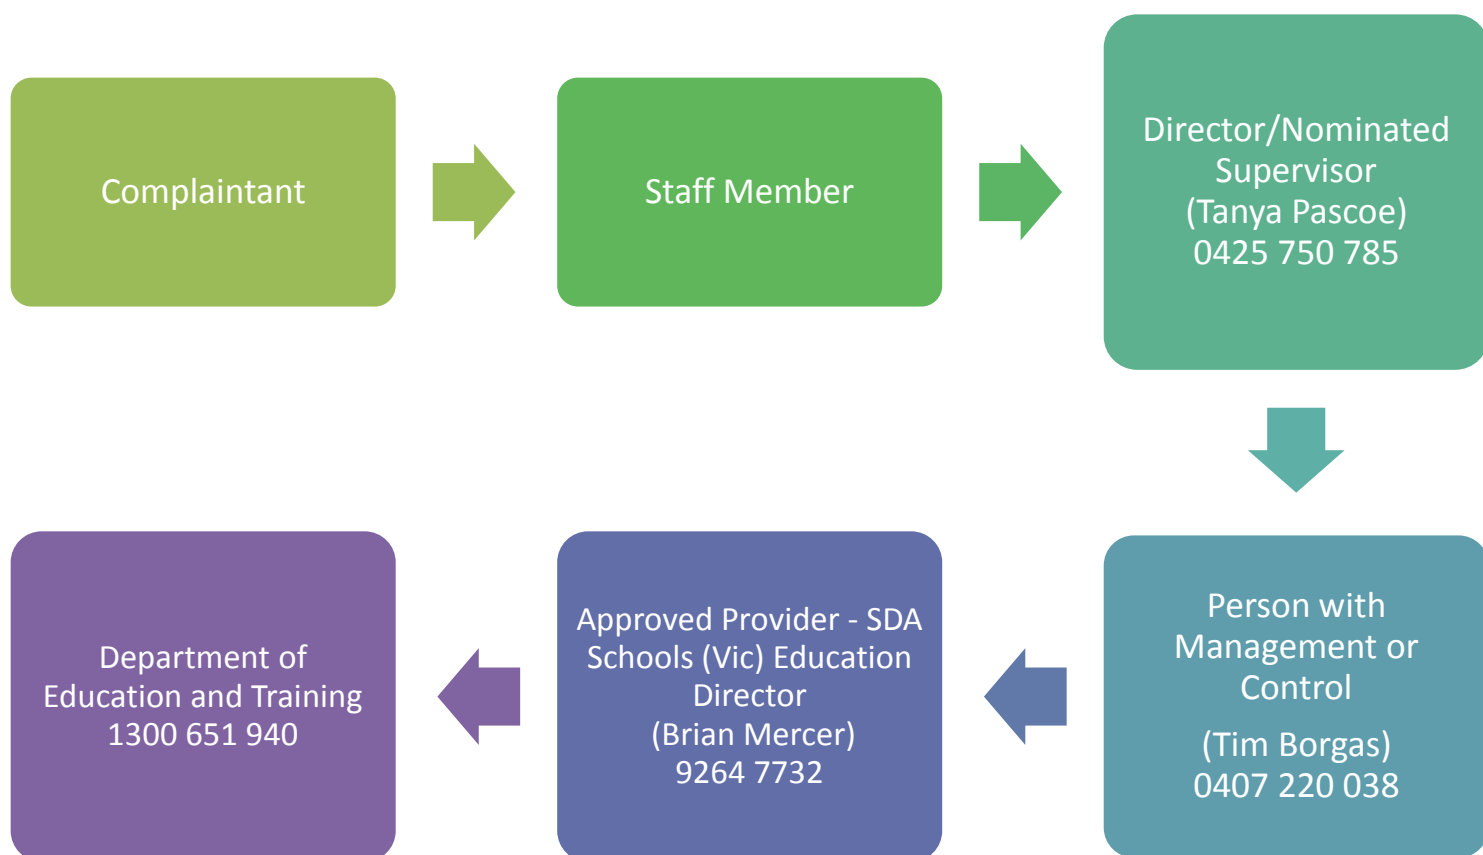 Complainant
Staff Member
Director/Nominated
Supervisor
(Tanya Pascoe)
0425 750 785
Person with
Management or
Control
(Tim Borgas)
0407 220 038
Approved Provider - SDA
Schools (Vic) Education
Director
(Brian Mercer)
9264 7732
Department of
Education and Training
1300 651 940